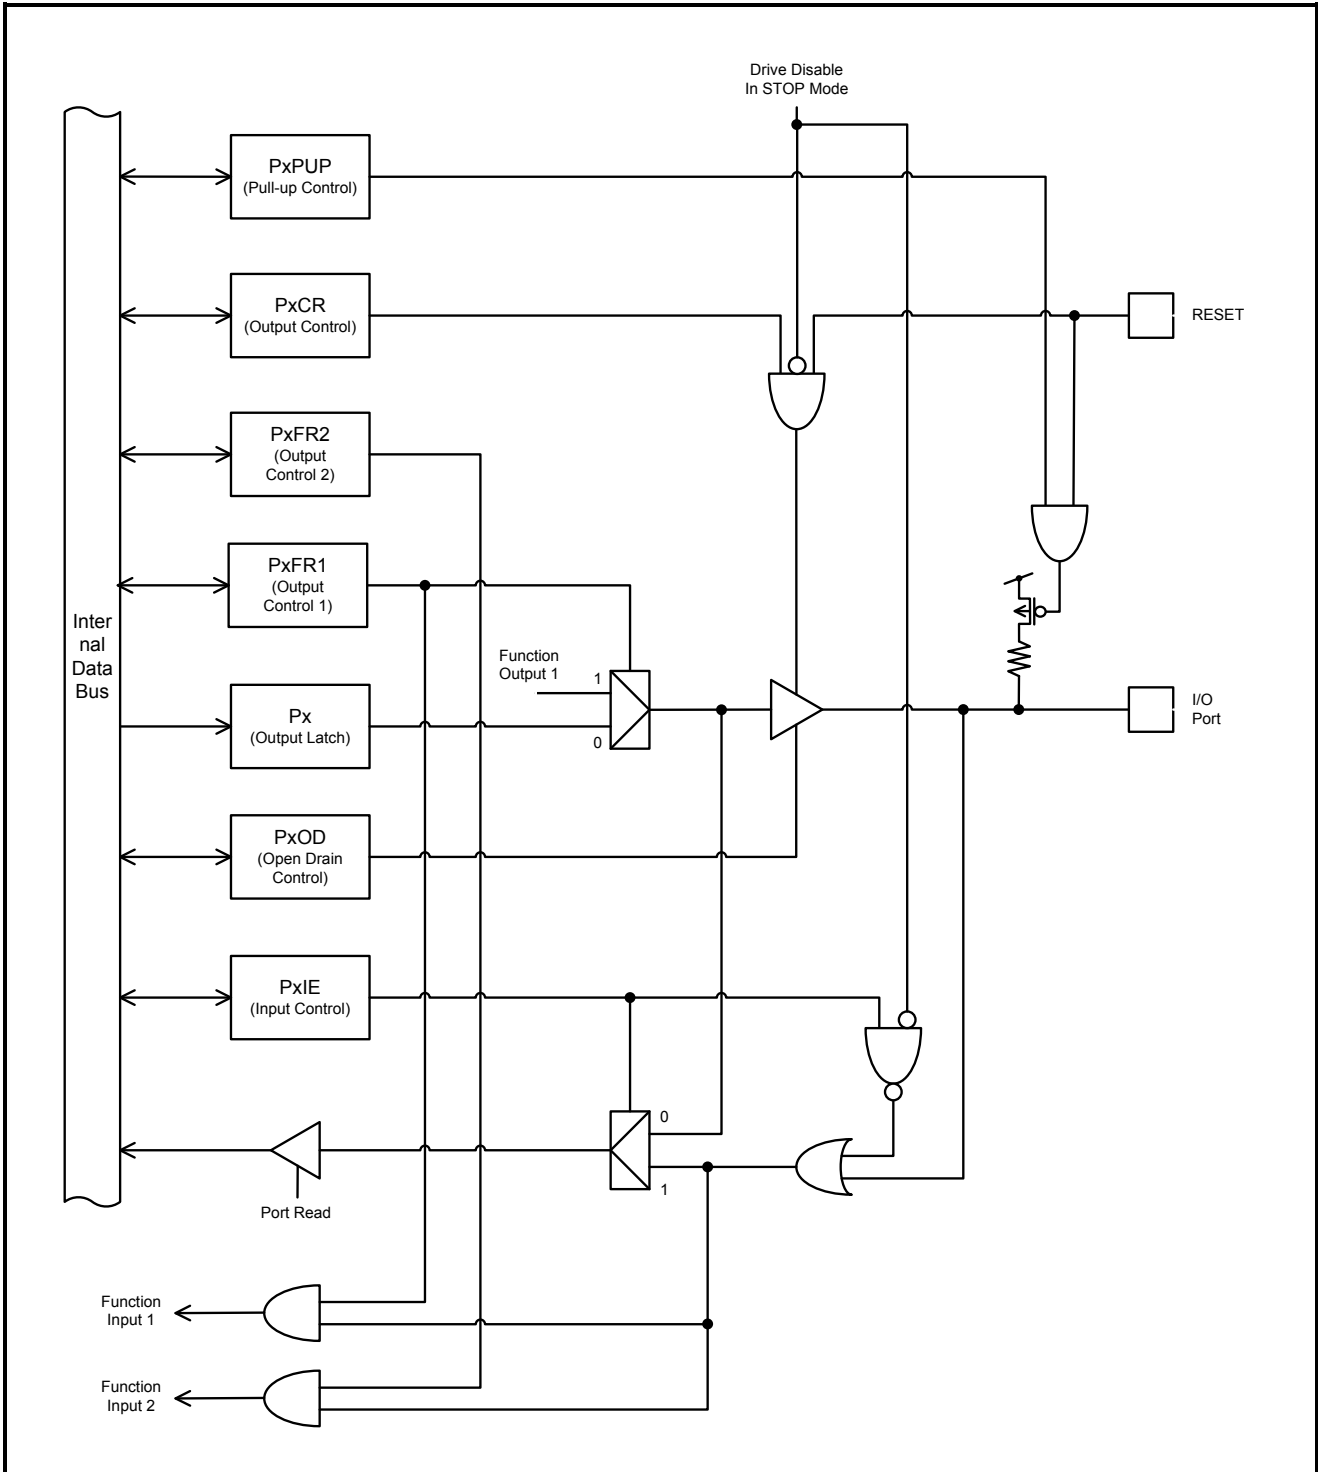 Drive Disable
In STOP Mode
PxPUP
(Pull-up Control)
PxCR
(Output Control)
RESET
PxFR2
(Output
Control 2)
PxFR1
(Output
Control 1)
Inter
nal
Data
Bus
Function
Output 1
1
0
Px
(Output Latch)
I/O
Port
PxOD
(Open Drain
Control)
PxIE
(Input Control)
0
1
Port Read
Function
Input 1
Function
Input 2